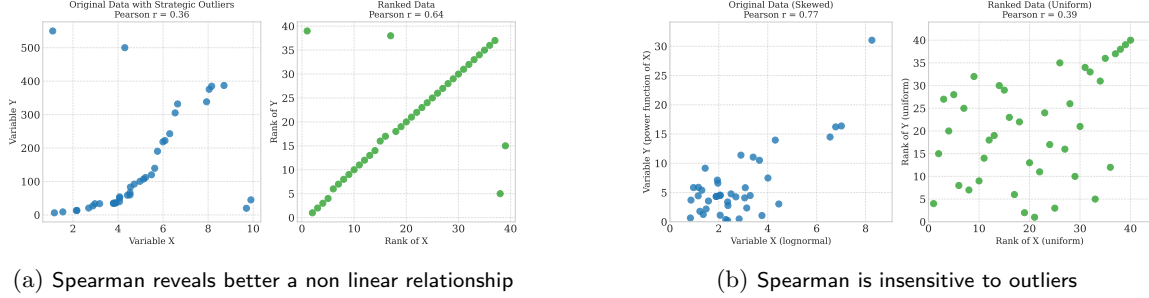 Original Data with Strategic Outliers
Pearson r = 0.36
Variable Y
500
400
300
200
100
0
2
4
6
8
10
Variable X
Ranked Data
Pearson r = 0.64
Rank of Y
40
35
30
25
20
15
10
5
0
0
10
20
30
40
Rank of X
(a) Spearman reveals better a non linear relationship
Original Data (Skewed)
Pearson r = 0.77
Variable Y (power function of X)
30
25
20
15
10
5
0
0
2
4
6
8
Variable X (lognormal)
Ranked Data (Uniform)
Pearson r = 0.39
Rank of Y (uniform)
40
35
30
25
20
15
10
5
0
0
10
20
30
40
Rank of X (uniform)
(b) Spearman is insensitive to outliers